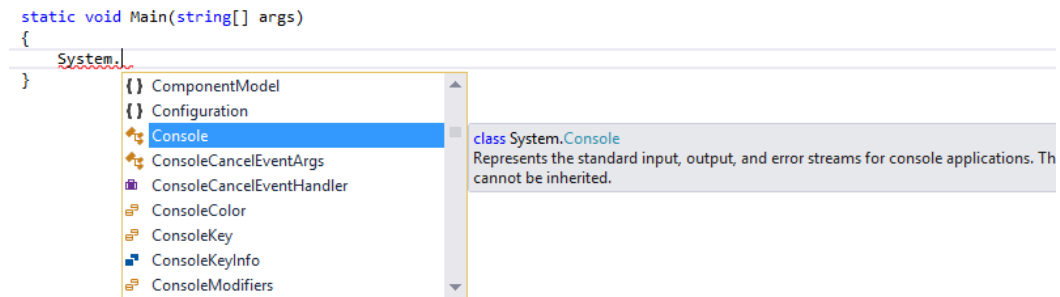 static void Main(string[] args)
{
System.
}
{} ComponentModel
{} Configuration
Console
ConsoleCancelEventArgs
ConsoleCancelEventHandler
ConsoleColor
ConsoleKey
ConsoleKeyInfo
ConsoleModifiers
class System.Console
Represents the standard input, output, and error streams for console applications. Th
cannot be inherited.